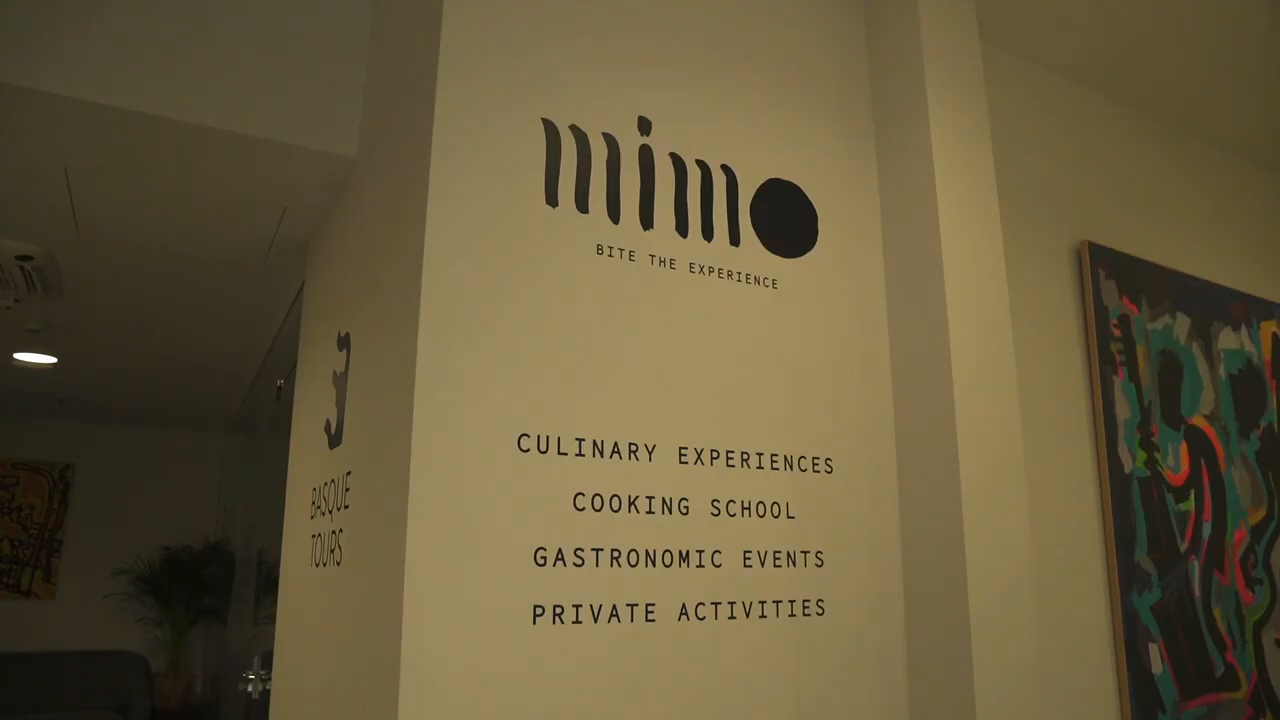 mimo
BITE THE EXPERIENCE
CULINARY EXPERIENCES
COOKING SCHOOL
GASTRONOMIC EVENTS
PRIVATE ACTIVITIES
BASQUE
TOURS